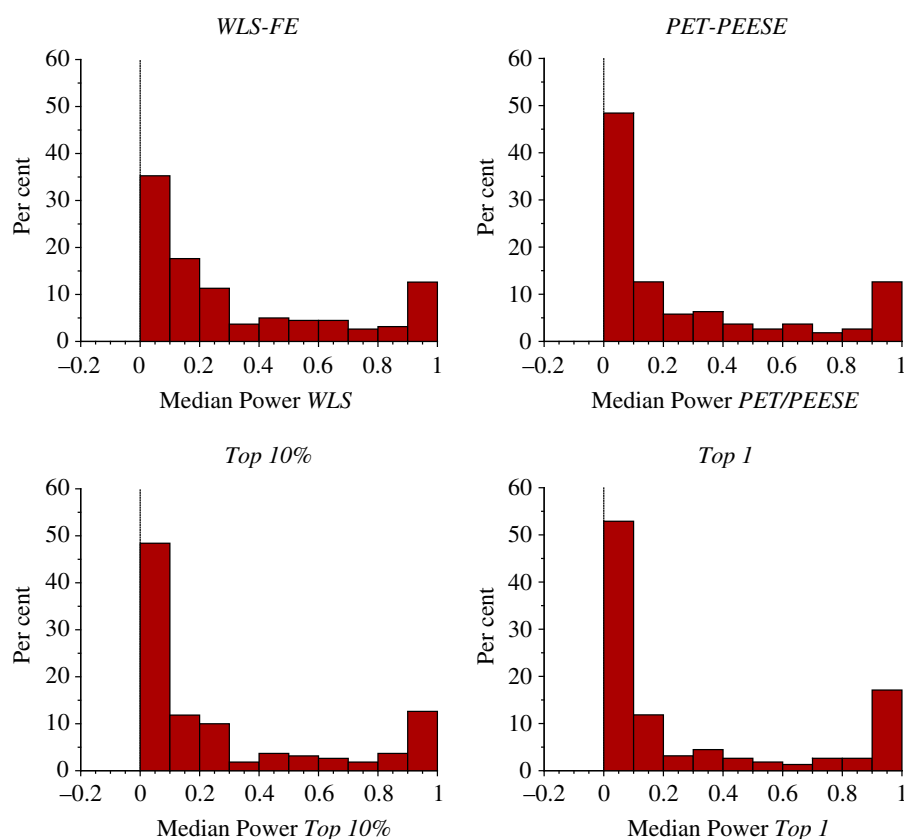 WLS-FE
60
50
40
30
20
10
0
Per cent
–0.2 0 0.2 0.4 0.6 0.8 1
Median Power WLS
PET-PEESE
60
50
40
30
20
10
0
Per cent
–0.2 0 0.2 0.4 0.6 0.8 1
Median Power PET/PEESE
Top 10%
60
50
40
30
20
10
0
Per cent
–0.2 0 0.2 0.4 0.6 0.8 1
Median Power Top 10%
Top 1
60
50
40
30
20
10
0
Per cent
–0.2 0 0.2 0.4 0.6 0.8 1
Median Power Top 1